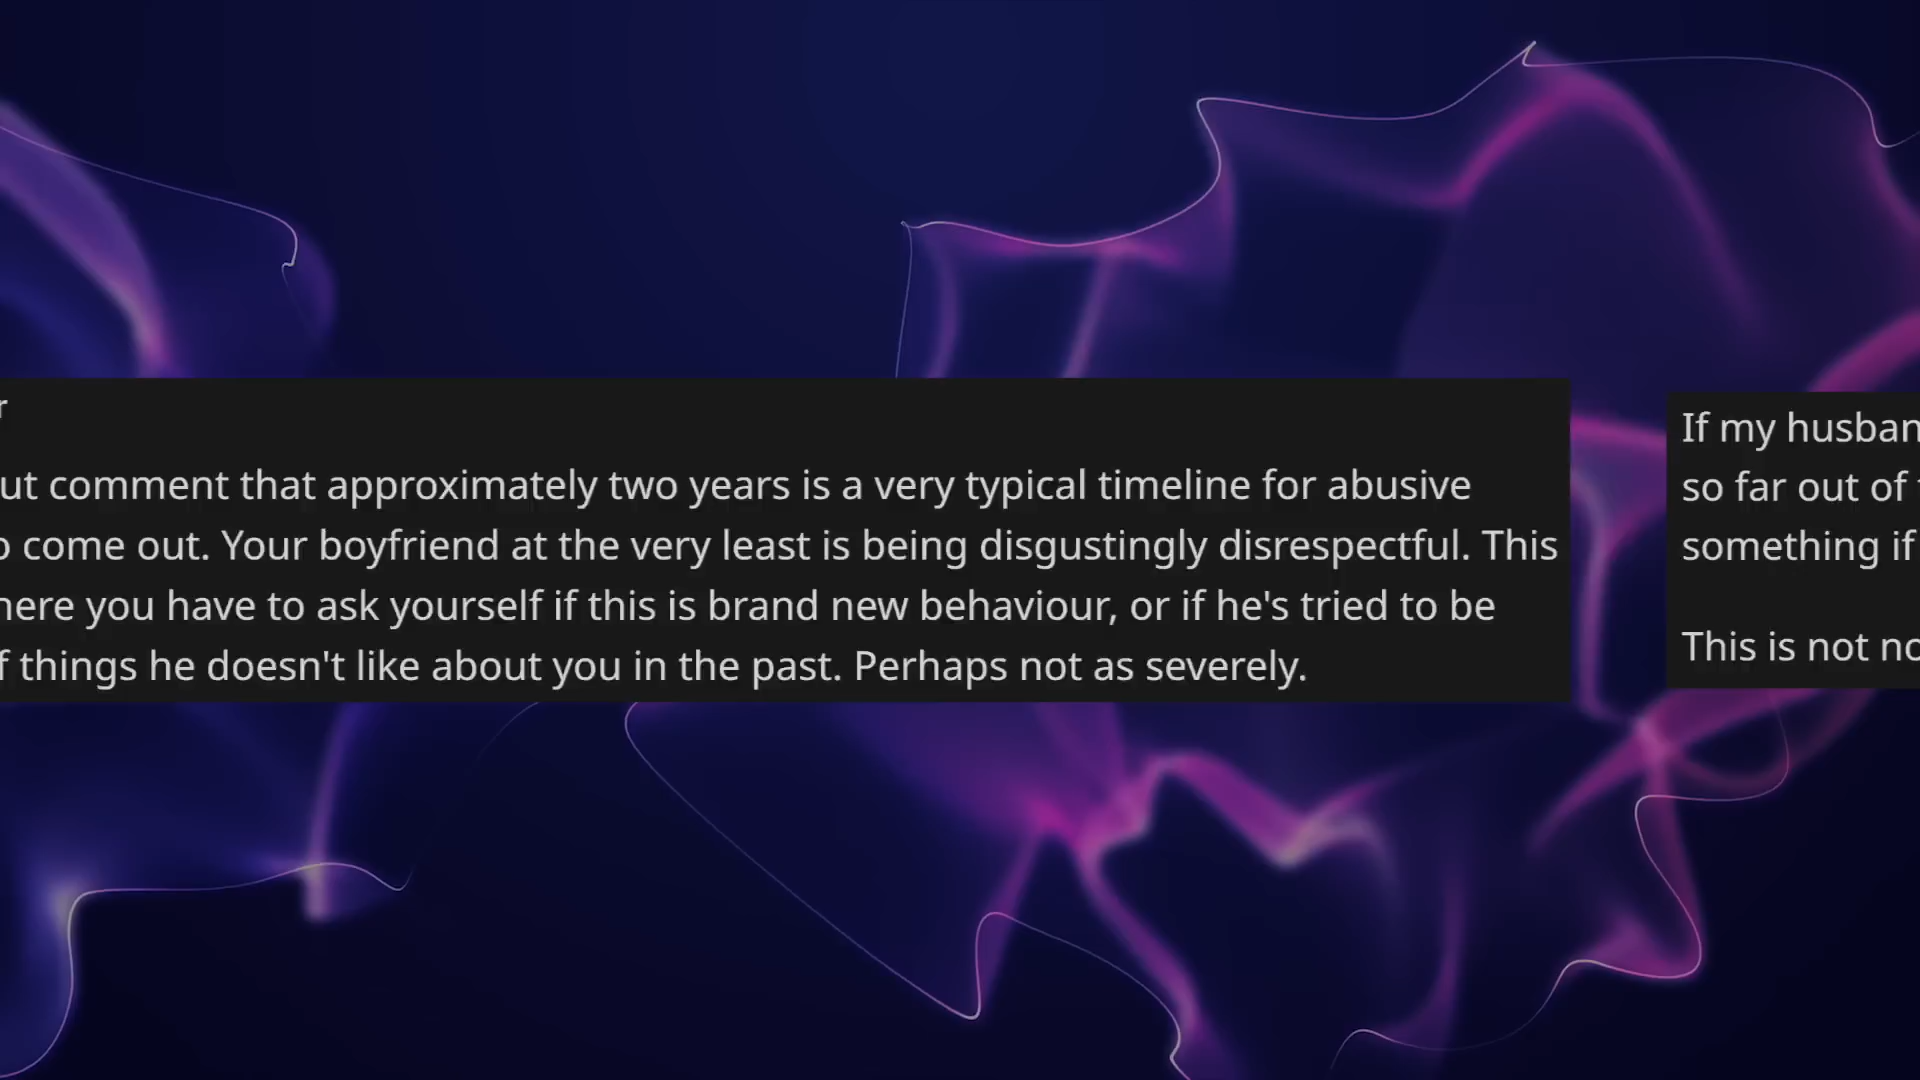 ut comment that approximately two years is a very typical timeline for abusive
come out. Your boyfriend at the very least is being disgustingly disrespectful. This
here you have to ask yourself if this is brand new behaviour, or if he's tried to be
f things he doesn't like about you in the past. Perhaps not as severely.
If my husban
so far out of
something if
This is not no